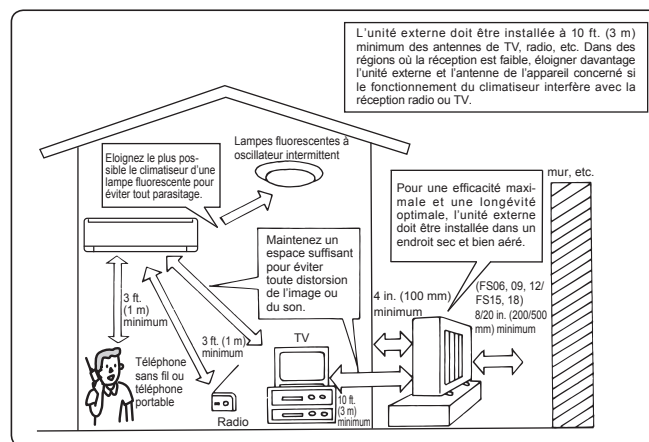 L'unité externe doit être installée à 10 ft. (3 m)
minimum des antennes de TV, radio, etc. Dans des
régions où la réception est faible, éloigner davantage
l'unité externe et l'antenne de l'appareil concerné si
le fonctionnement du climatiseur interfère avec la
réception radio ou TV.
Lampes fluorescentes à
oscillateur intermittent
Eloignez le plus pos-
sible le climatiseur d'une
lampe fluorescente pour
éviter tout parasitage.
mur, etc.
Pour une efficacité maxi-
male et une longévité
optimale, l'unité externe
doit être installée dans un
endroit sec et bien aéré.
Maintenez un
espace suffisant
pour éviter
toute distorsion
de l'image ou
du son.
4 in. (100 mm)
minimum
(FS06, 09, 12/
FS15, 18)
8/20 in. (200/500
mm) minimum
3 ft.
(1 m)
minimum
3 ft. (1 m)
minimum
TV
Téléphone
sans fil ou
téléphone
portable
Radio
10 ft.
(3 m)
minimum